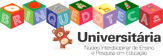 BRINQUEDOTECA
Universitária
Núcleo Interdisciplinar de Ensino
e Pesquisa em Educação